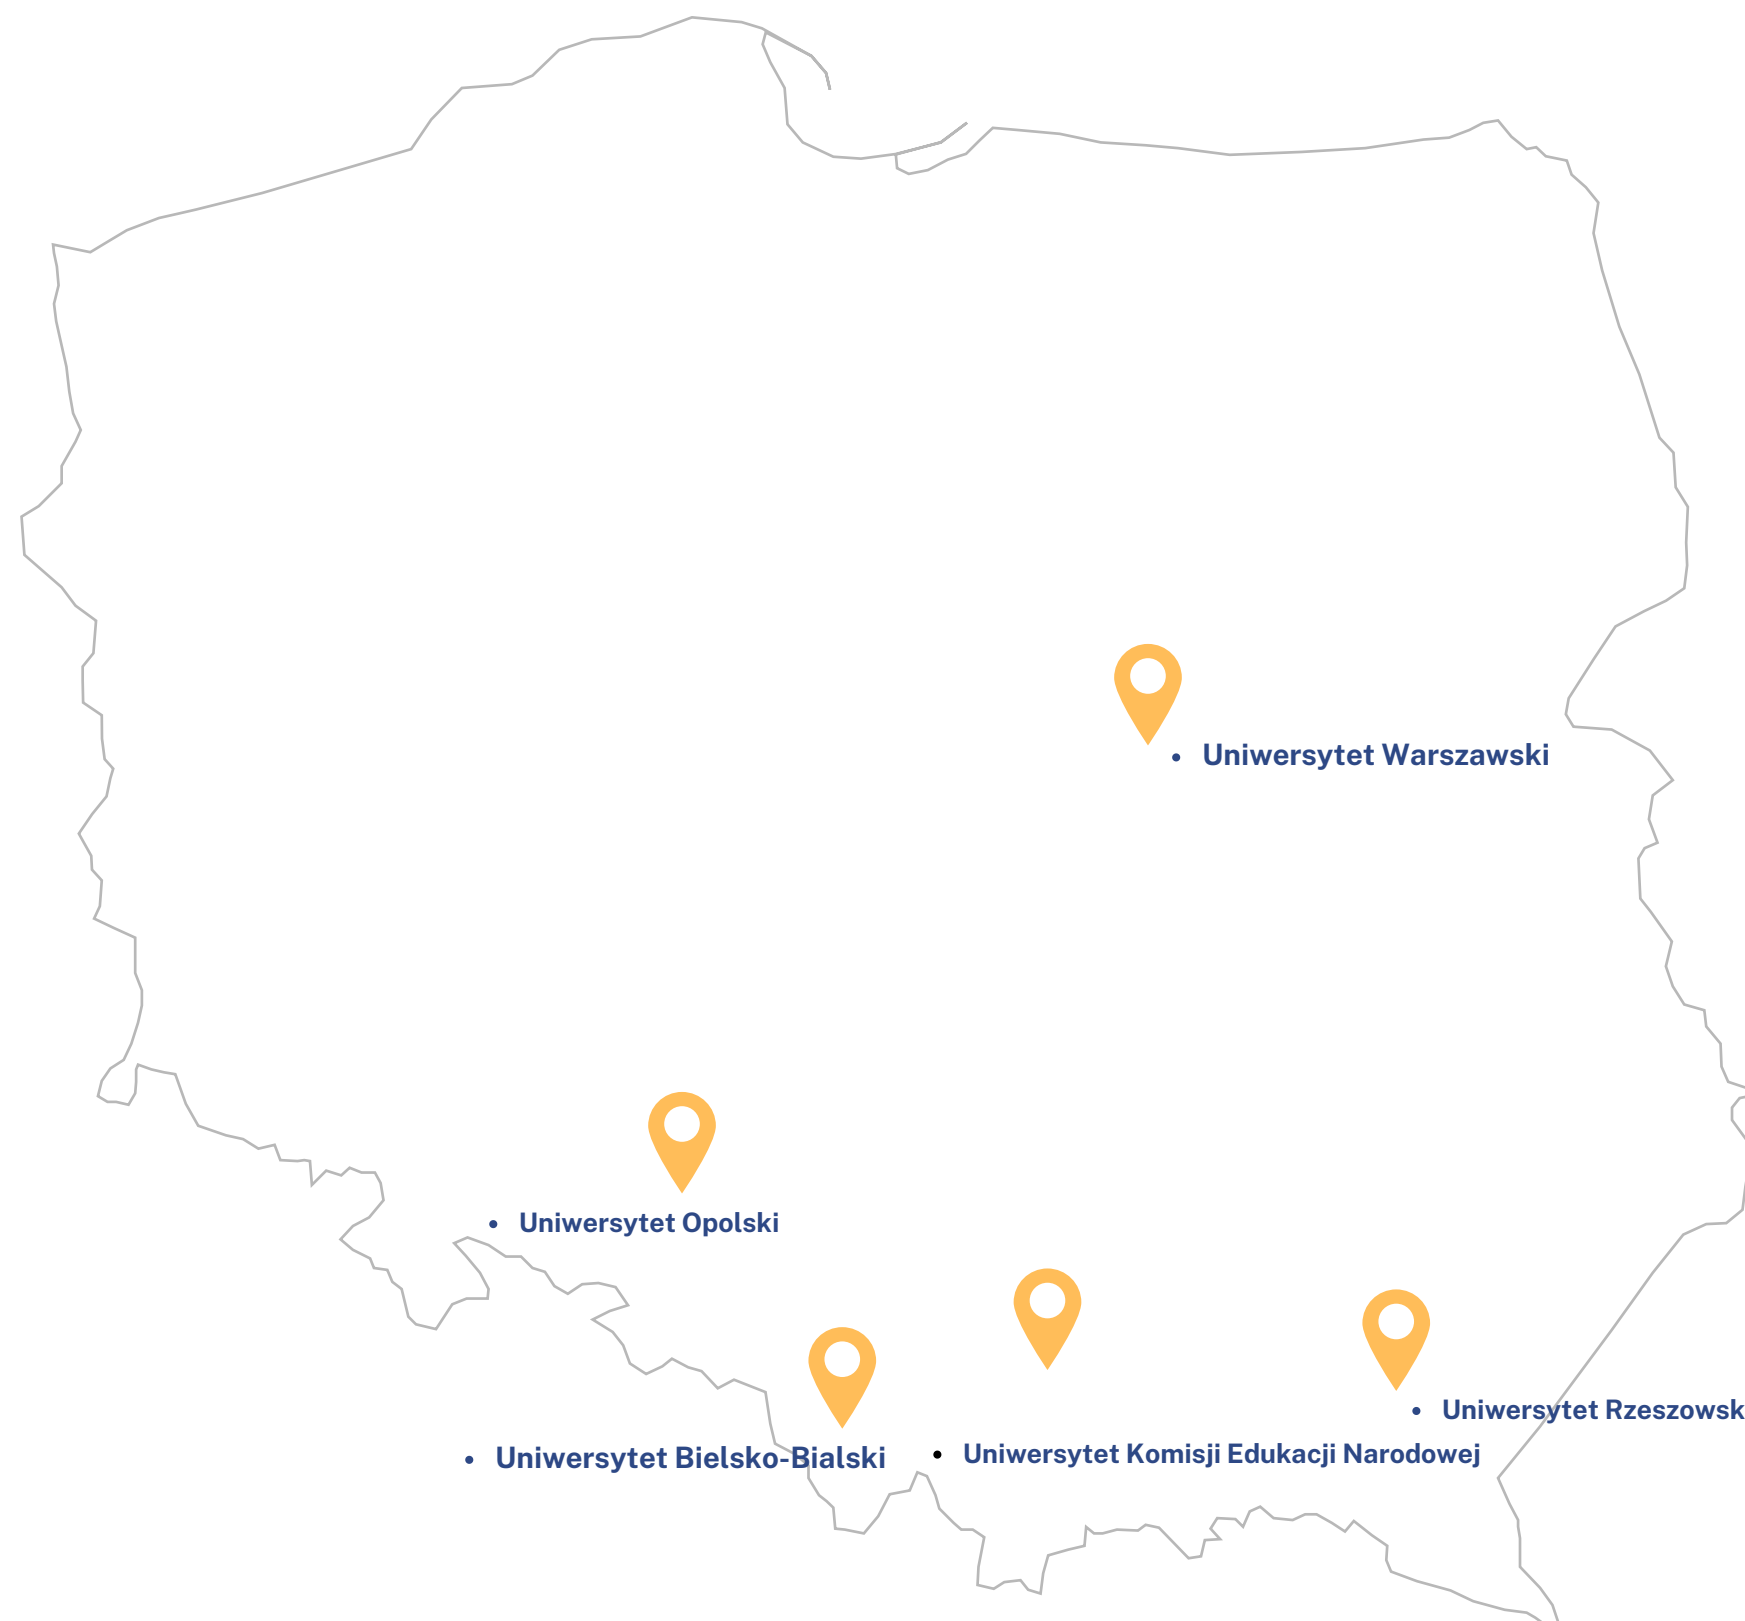 • Uniwersytet Warszawski
• Uniwersytet Opolski
• Uniwersytet Rzeszowsk
• Uniwersytet Bielsko-Bialski
• Uniwersytet Komisji Edukacji Narodowej